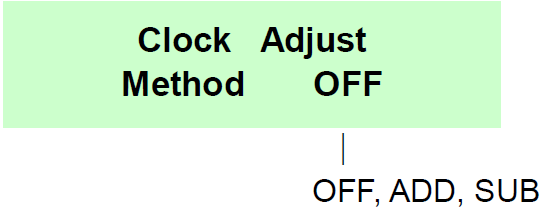 Clock Adjust
Method OFF
OFF, ADD, SUB